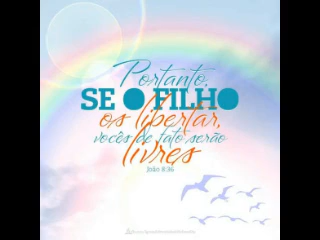 Portanto,
SE O FILHO
os libertar,
vocês de fato serão
livres
João 8:36